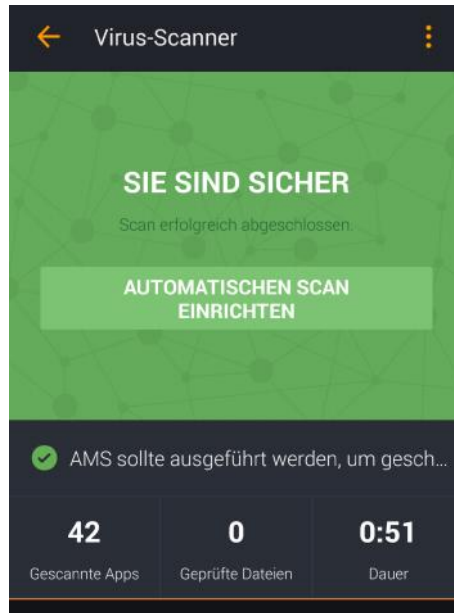 Virus-Scanner
SIE SIND SICHER
Scan erfolgreich abgeschlossen.
AUTOMATISCHEN SCAN
EINRICHTEN
AMS sollte ausgeführt werden, um gesch...
42 0 0:51
Gescannte Apps Geprüfte Dateien Dauer